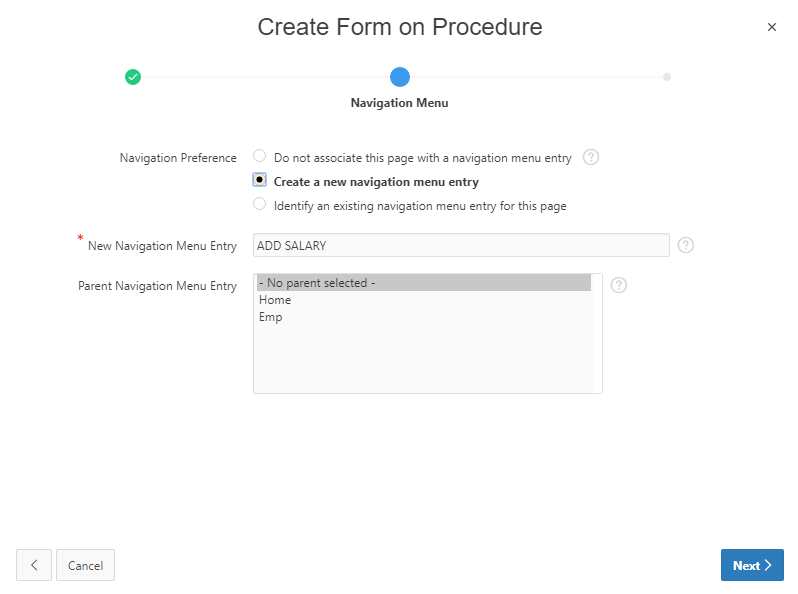 Create Form on Procedure
×
Navigation Menu
Navigation Preference
Do not associate this page with a navigation menu entry ?
Create a new navigation menu entry
Identify an existing navigation menu entry for this page
* New Navigation Menu Entry ADD SALARY ?
Parent Navigation Menu Entry
- No parent selected - ?
Home
Emp
Cancel
Next